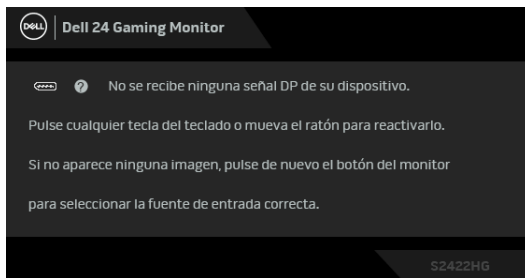 DELL Dell 24 Gaming Monitor
? No se recibe ninguna señal DP de su dispositivo.
Pulse cualquier tecla del teclado o mueva el ratón para reactivarlo.
Si no aparece ninguna imagen, pulse de nuevo el botón del monitor
para seleccionar la fuente de entrada correcta.
S2422HG